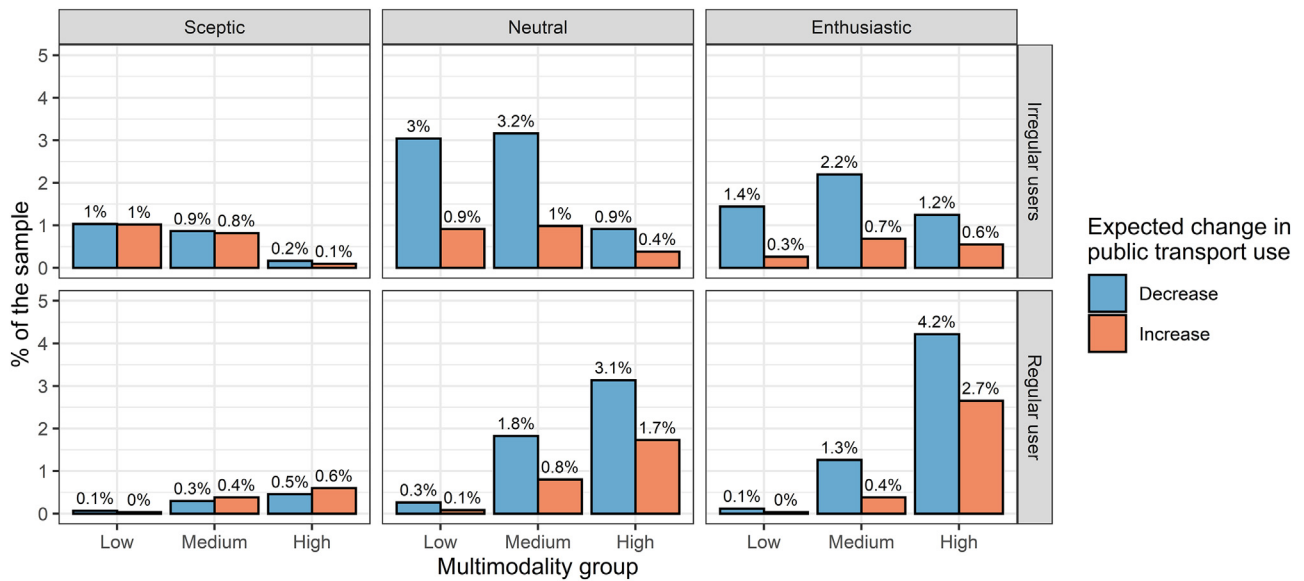 Sceptic
Neutral
Enthusiastic
% of the sample
5
4
3
2
1
0
1% 1% 0.9% 0.8% 0.2% 0.1%
3% 0.9% 3.2% 1% 0.9% 0.4%
1.4% 0.3% 2.2% 0.7% 1.2% 0.6%
Irregular users
5
4
3
2
1
0
0.1% 0% 0.3% 0.4% 0.5% 0.6%
0.3% 0.1% 1.8% 0.8% 3.1% 1.7%
0.1% 0% 1.3% 0.4% 4.2% 2.7%
Regular user
Low Medium High
Low Medium High
Low Medium High
Multimodality group
Expected change in
public transport use
Decrease
Increase